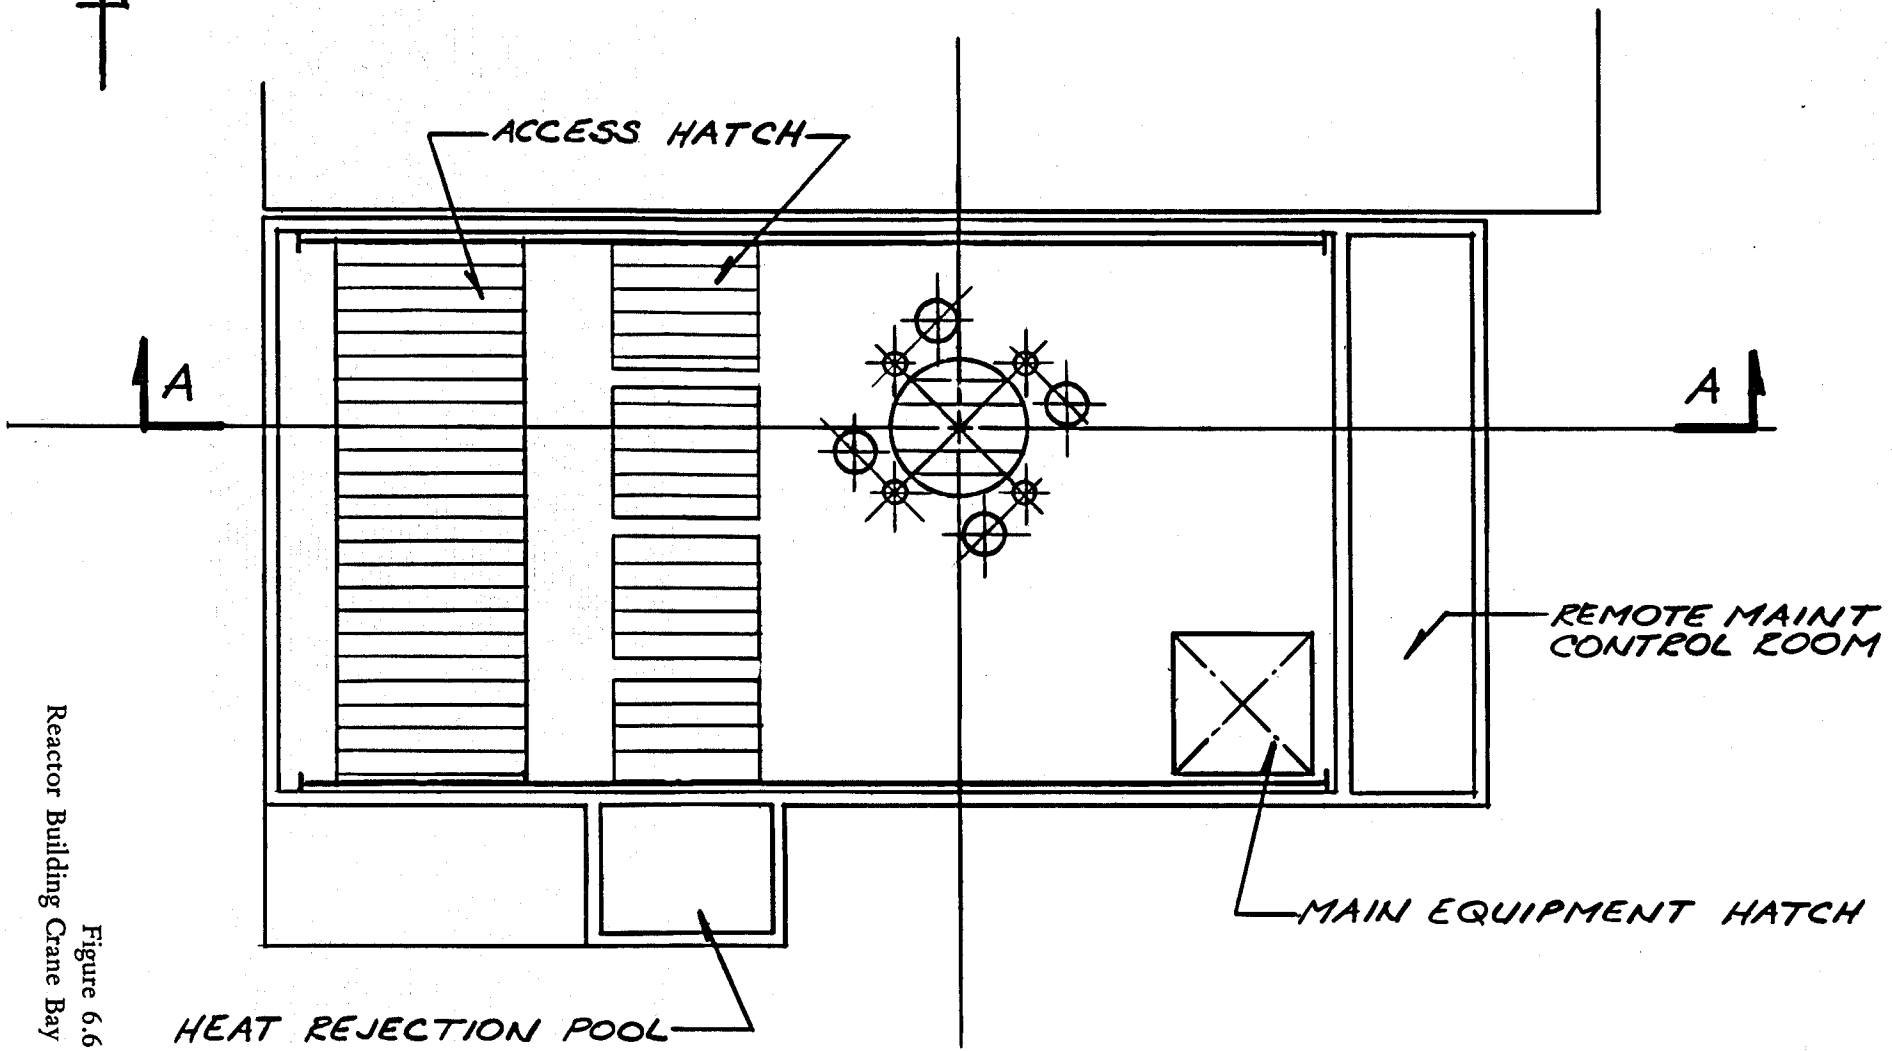 ACCESS HATCH
A
A
REMOTE MAINT
CONTROL ROOM
MAIN EQUIPMENT HATCH
HEAT REJECTION POOL
Figure 6.6
Reactor Building Crane Bay